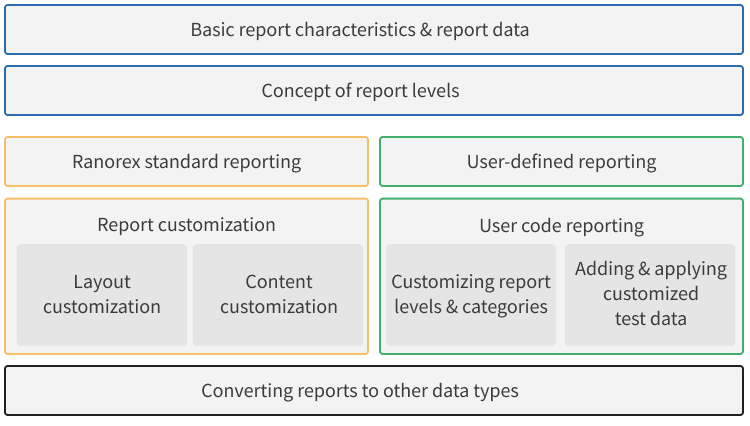 Basic report characteristics & report data
Concept of report levels
Ranorex standard reporting
User-defined reporting
Report customization
Layout
customization
Content
customization
User code reporting
Customizing report
levels & categories
Adding & applying
customized
test data
Converting reports to other data types